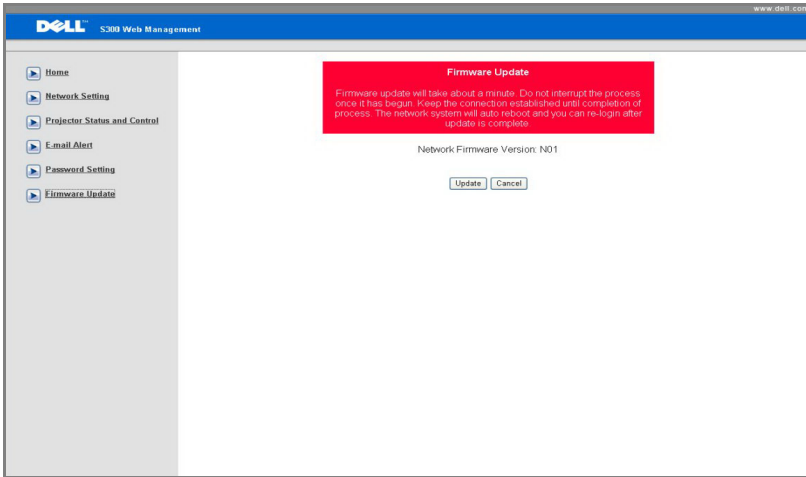 www.dell.com
DELL™ S300 Web Management
Home
Network Setting
Projector Status and Control
E-mail Alert
Password Setting
Firmware Update
Firmware Update
Firmware update will take about a minute. Do not interrupt the process
once it has begun. Keep the connection established until completion of
process. The network system will auto reboot and you can re-login after
update is complete.
Network Firmware Version: N01
Update Cancel